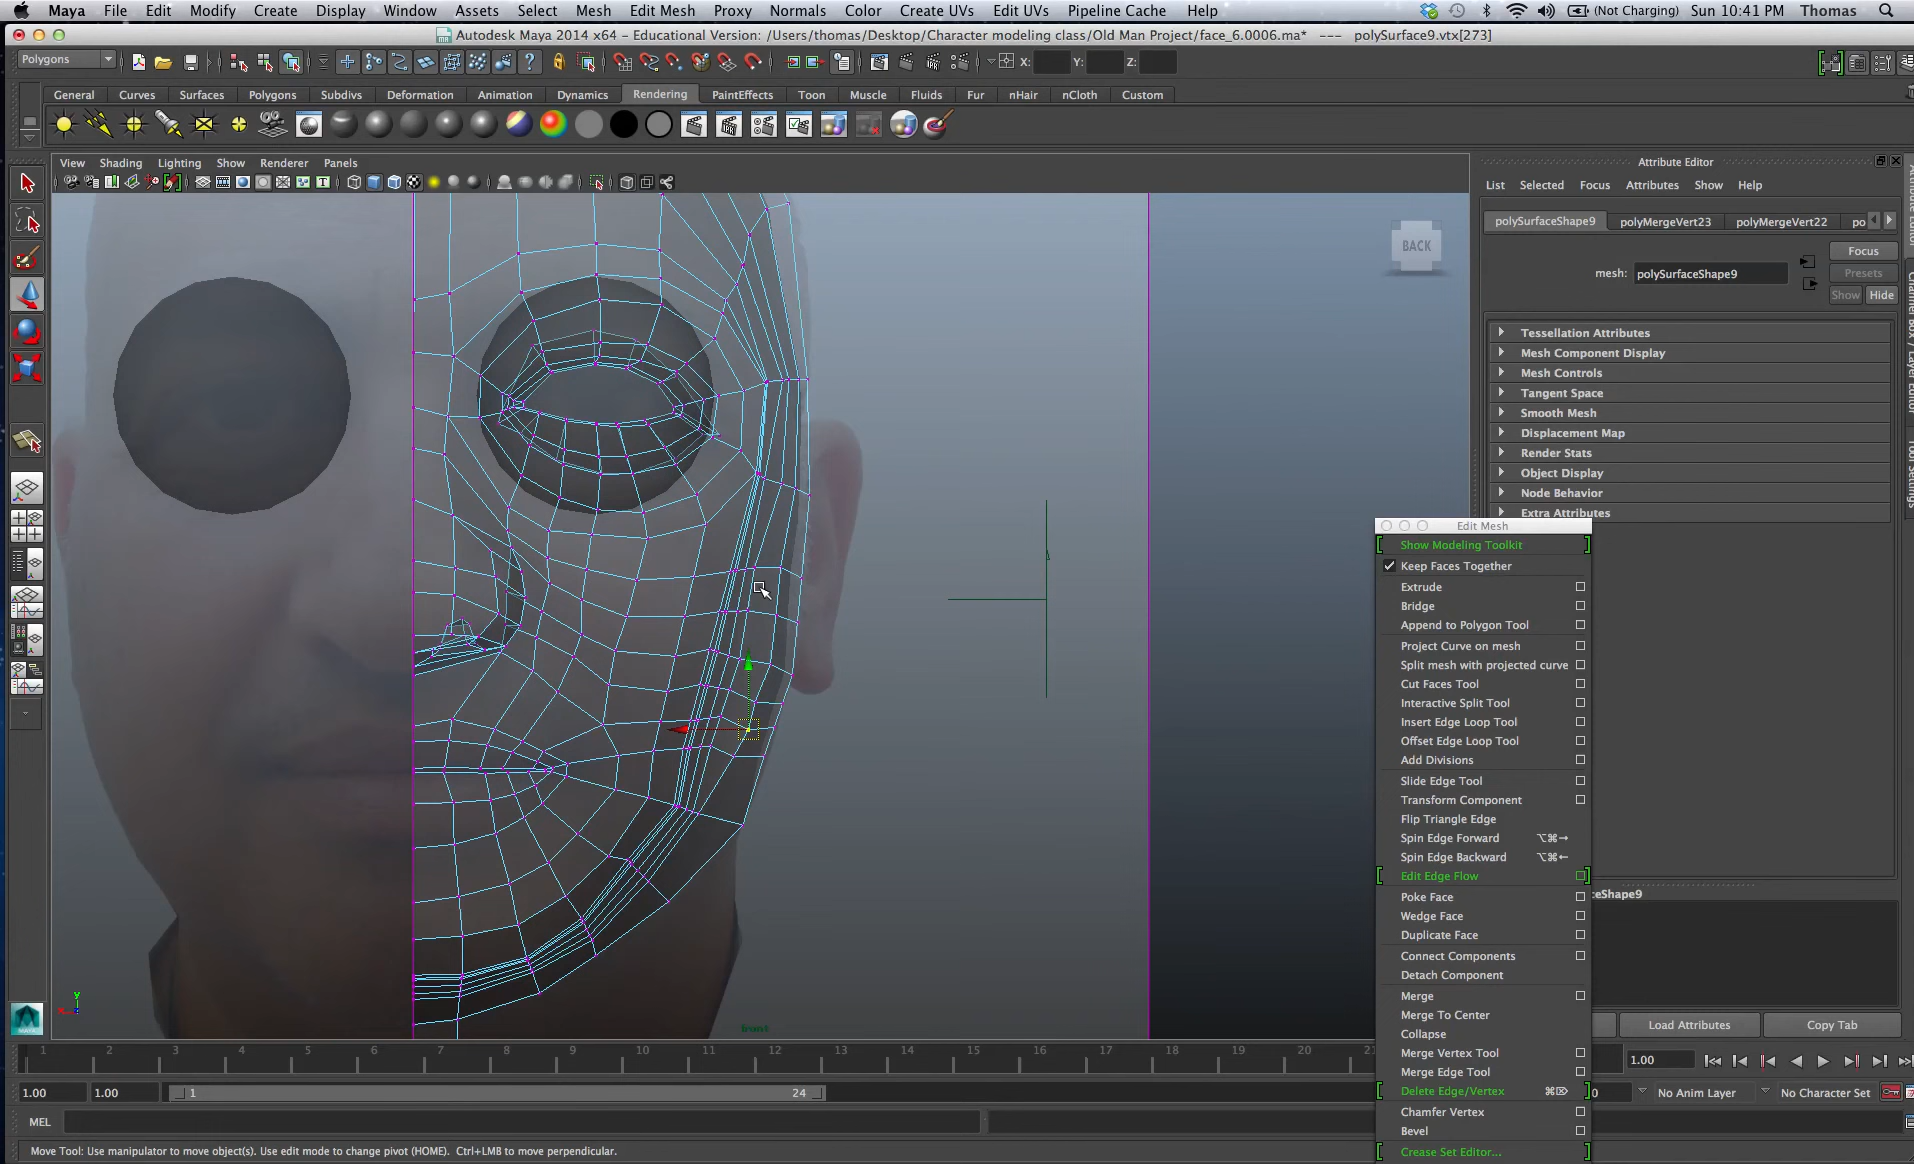 Maya File Edit Modify Create Display Window Assets Select Mesh Edit Mesh Proxy Normals Color Create UVs Edit UVs Pipeline Cache Help (Not Charging) Sun 10:41 PM Thomas
Autodesk Maya 2014 x64 - Educational Version: /Users/thomas/Desktop/Character modeling class/Old Man Project/face_6.0006.ma* --- polySurface9.vtx[273]
Polygons X: Y: Z:
General Curves Surfaces Polygons Subdivs Deformation Animation Dynamics Rendering PaintEffects Toon Muscle Fluids Fur nHair nCloth Custom
View Shading Lighting Show Renderer Panels
Attribute Editor
List Selected Focus Attributes Show Help
polySurfaceShape9 polyMergeVert23 polyMergeVert22 po
Focus
mesh: polySurfaceShape9 Presets
Show Hide
Tessellation Attributes
Mesh Component Display
Mesh Controls
Tangent Space
Smooth Mesh
Displacement Map
Render Stats
Object Display
Node Behavior
Extra Attributes
BACK
Edit Mesh
Show Modeling Toolkit
Keep Faces Together
Extrude
Bridge
Append to Polygon Tool
Project Curve on mesh
Split mesh with projected curve
Cut Faces Tool
Interactive Split Tool
Insert Edge Loop Tool
Offset Edge Loop Tool
Add Divisions
Slide Edge Tool
Transform Component
Flip Triangle Edge
Spin Edge Forward ⌥⌘→
Spin Edge Backward ⌥⌘←
Edit Edge Flow
Poke Face
Wedge Face
Duplicate Face
Connect Components
Detach Component
Merge
Merge To Center
Collapse
Merge Vertex Tool
Merge Edge Tool
Delete Edge/Vertex ⌘⌦
Chamfer Vertex
Bevel
Crease Set Editor...
eShape9
Load Attributes Copy Tab
y
front
1 2 3 4 5 6 7 8 9 10 11 12 13 14 15 16 17 18 19 20 21
1.00
1.00 1.00 1 24 0 No Anim Layer No Character Set
MEL
Move Tool: Use manipulator to move object(s). Use edit mode to change pivot (HOME). Ctrl+LMB to move perpendicular.
Channel Box / Layer Editor
Tool Settings